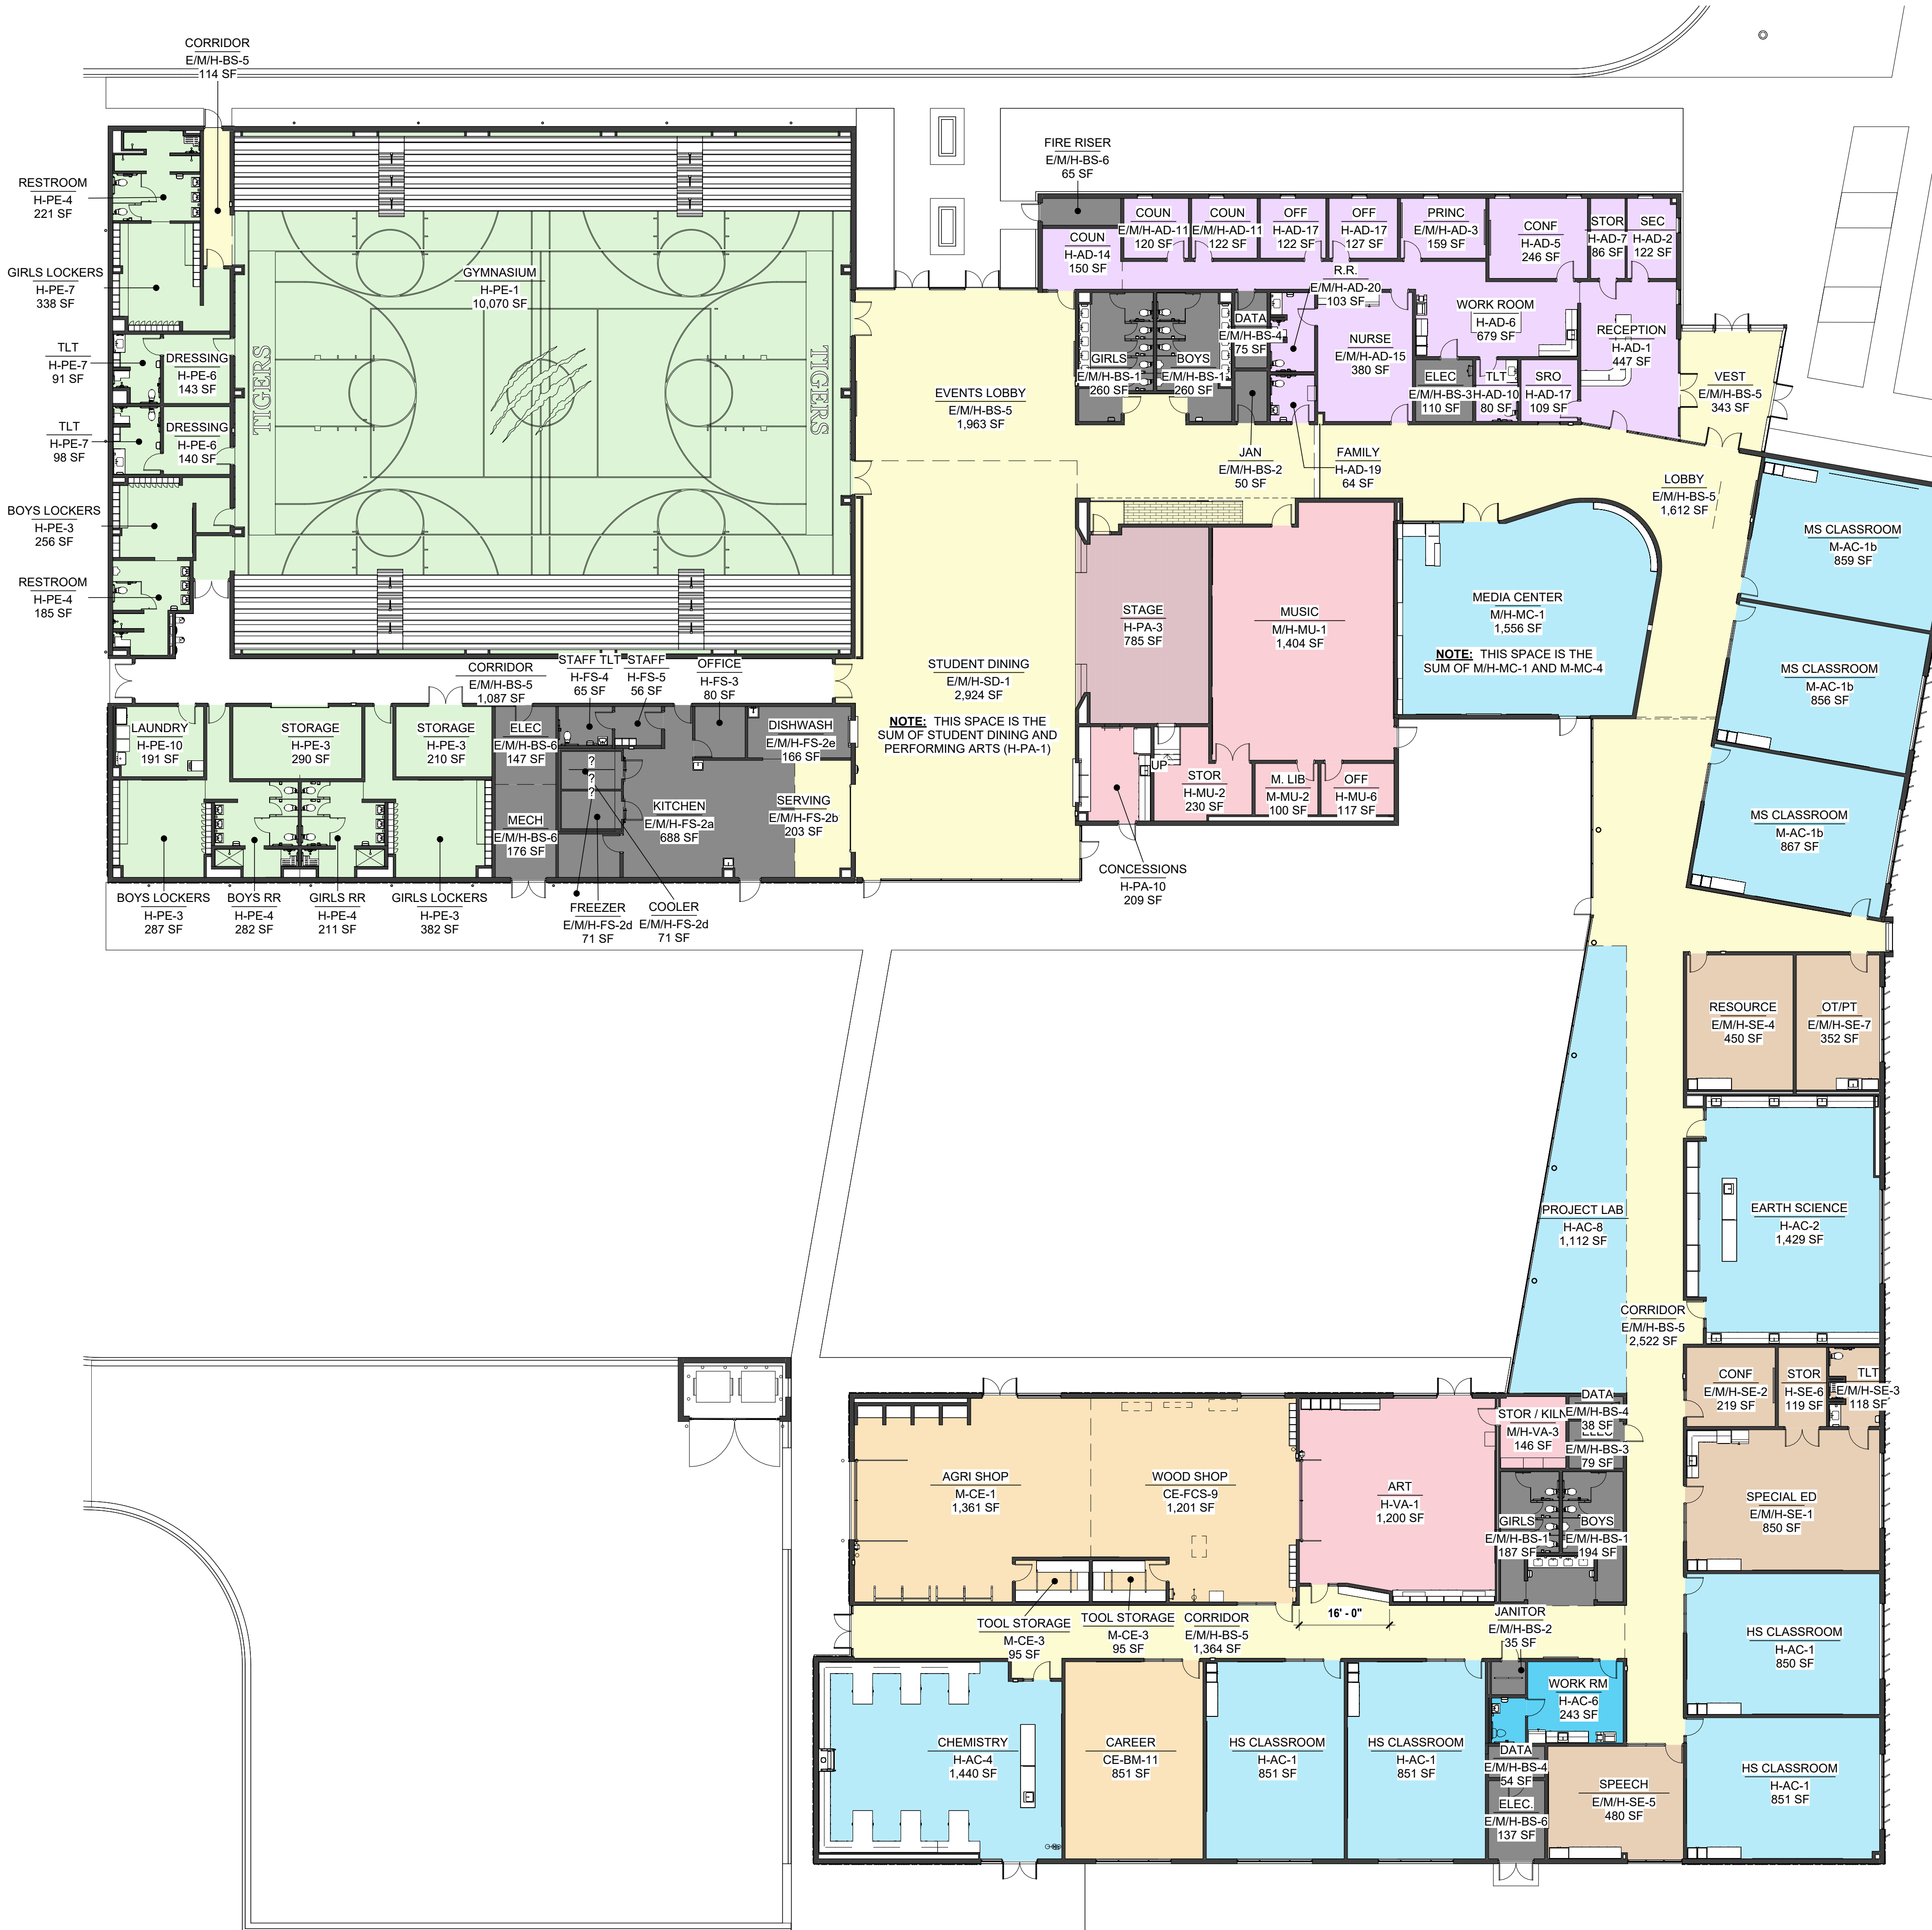 CORRIDOR
E/M/H-BS-5
114 SF
RESTROOM
H-PE-4
221 SF
GIRLS LOCKERS
H-PE-7
338 SF
TLT
H-PE-7
91 SF
DRESSING
H-PE-6
143 SF
TLT
H-PE-7
98 SF
DRESSING
H-PE-6
140 SF
BOYS LOCKERS
H-PE-3
256 SF
RESTROOM
H-PE-4
185 SF
GYMNASIUM
H-PE-1
10,070 SF
TIGERS
TIGERS
FIRE RISER
E/M/H-BS-6
65 SF
COUN
H-AD-14
150 SF
COUN
E/M/H-AD-11
120 SF
COUN
E/M/H-AD-11
122 SF
OFF
H-AD-17
122 SF
OFF
H-AD-17
127 SF
PRINC
E/M/H-AD-3
159 SF
CONF
H-AD-5
246 SF
STOR
H-AD-7
86 SF
SEC
H-AD-2
122 SF
R.R.
E/M/H-AD-20
103 SF
DATA
E/M/H-BS-4
75 SF
NURSE
E/M/H-AD-15
380 SF
WORK ROOM
H-AD-6
679 SF
RECEPTION
H-AD-1
447 SF
GIRLS
E/M/H-BS-1
260 SF
BOYS
E/M/H-BS-1
260 SF
ELEC
E/M/H-BS-3
110 SF
TLT
H-AD-10
80 SF
SRO
H-AD-17
109 SF
VEST
E/M/H-BS-5
343 SF
EVENTS LOBBY
E/M/H-BS-5
1,963 SF
JAN
E/M/H-BS-2
50 SF
FAMILY
H-AD-19
64 SF
LOBBY
E/M/H-BS-5
1,612 SF
MS CLASSROOM
M-AC-1b
859 SF
STAGE
H-PA-3
785 SF
MUSIC
M/H-MU-1
1,404 SF
MEDIA CENTER
M/H-MC-1
1,556 SF
NOTE: THIS SPACE IS THE
SUM OF M/H-MC-1 AND M-MC-4
MS CLASSROOM
M-AC-1b
856 SF
STUDENT DINING
E/M/H-SD-1
2,924 SF
NOTE: THIS SPACE IS THE
SUM OF STUDENT DINING AND
PERFORMING ARTS (H-PA-1)
CORRIDOR
E/M/H-BS-5
1,087 SF
STAFF TLT
H-FS-4
65 SF
STAFF
H-FS-5
56 SF
OFFICE
H-FS-3
80 SF
LAUNDRY
H-PE-10
191 SF
STORAGE
H-PE-3
290 SF
STORAGE
H-PE-3
210 SF
ELEC
E/M/H-BS-6
147 SF
DISHWASH
E/M/H-FS-2e
166 SF
?
?
?
MECH
E/M/H-BS-6
176 SF
KITCHEN
E/M/H-FS-2a
688 SF
SERVING
E/M/H-FS-2b
203 SF
UP
STOR
H-MU-2
230 SF
M. LIB
M-MU-2
100 SF
OFF
H-MU-6
117 SF
MS CLASSROOM
M-AC-1b
867 SF
CONCESSIONS
H-PA-10
209 SF
BOYS LOCKERS
H-PE-3
287 SF
BOYS RR
H-PE-4
282 SF
GIRLS RR
H-PE-4
211 SF
GIRLS LOCKERS
H-PE-3
382 SF
FREEZER
E/M/H-FS-2d
71 SF
COOLER
E/M/H-FS-2d
71 SF
RESOURCE
E/M/H-SE-4
450 SF
OT/PT
E/M/H-SE-7
352 SF
PROJECT LAB
H-AC-8
1,112 SF
EARTH SCIENCE
H-AC-2
1,429 SF
CORRIDOR
E/M/H-BS-5
2,522 SF
CONF
E/M/H-SE-2
219 SF
STOR
H-SE-6
119 SF
TLT
E/M/H-SE-3
118 SF
DATA
E/M/H-BS-4
38 SF
ELEC
E/M/H-BS-3
79 SF
STOR / KILN
M/H-VA-3
146 SF
AGRI SHOP
M-CE-1
1,361 SF
WOOD SHOP
CE-FCS-9
1,201 SF
ART
H-VA-1
1,200 SF
SPECIAL ED
E/M/H-SE-1
850 SF
GIRLS
E/M/H-BS-1
187 SF
BOYS
E/M/H-BS-1
194 SF
TOOL STORAGE
M-CE-3
95 SF
TOOL STORAGE
M-CE-3
95 SF
CORRIDOR
E/M/H-BS-5
1,364 SF
16' - 0"
JANITOR
E/M/H-BS-2
35 SF
HS CLASSROOM
H-AC-1
850 SF
WORK RM
H-AC-6
243 SF
CHEMISTRY
H-AC-4
1,440 SF
CAREER
CE-BM-11
851 SF
HS CLASSROOM
H-AC-1
851 SF
HS CLASSROOM
H-AC-1
851 SF
DATA
E/M/H-BS-4
54 SF
ELEC.
E/M/H-BS-6
137 SF
SPEECH
E/M/H-SE-5
480 SF
HS CLASSROOM
H-AC-1
851 SF